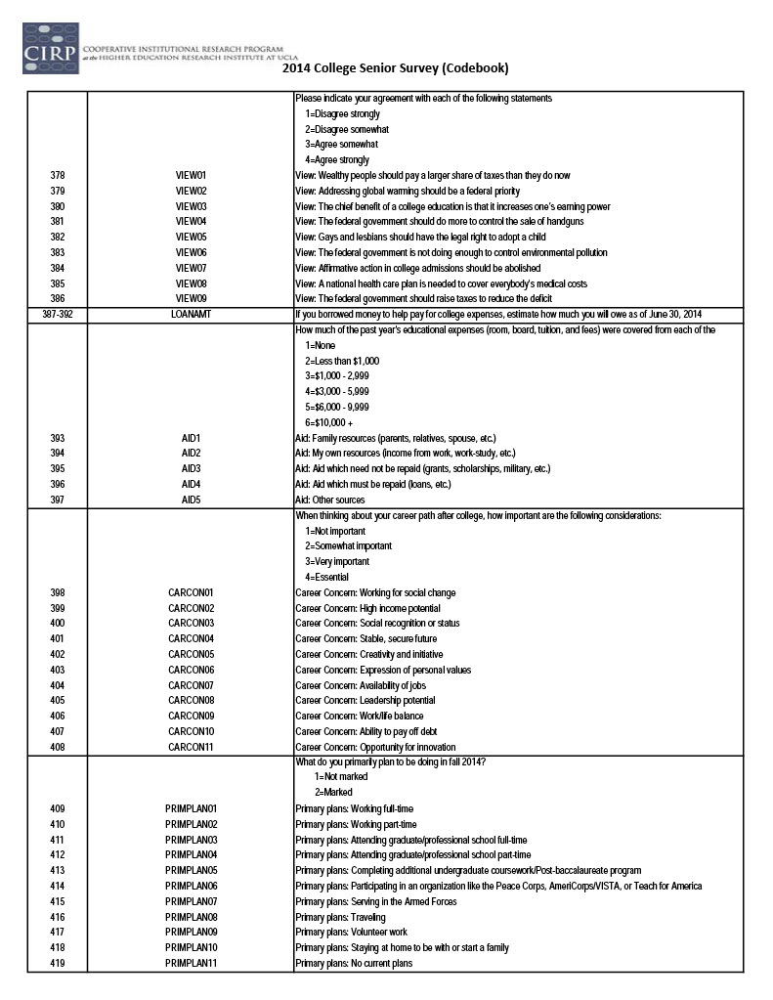 CIRP COOPERATIVE INSTITUTIONAL RESEARCH PROGRAM
at the HIGHER EDUCATION RESEARCH INSTITUTE AT UCLA
2014 College Senior Survey (Codebook)
Please indicate your agreement with each of the following statements
1=Disagree strongly
2=Disagree somewhat
3=Agree somewhat
4=Agree strongly
378 VIEW01 View: Wealthy people should pay a larger share of taxes than they do now
379 VIEW02 View: Addressing global warming should be a federal priority
380 VIEW03 View: The chief benefit of a college education is that it increases one's earning power
381 VIEW04 View: The federal government should do more to control the sale of handguns
382 VIEW05 View: Gays and lesbians should have the legal right to adopt a child
383 VIEW06 View: The federal government is not doing enough to control environmental pollution
384 VIEW07 View: Affirmative action in college admissions should be abolished
385 VIEW08 View: A national health care plan is needed to cover everybody's medical costs
386 VIEW09 View: The federal government should raise taxes to reduce the deficit
387-392 LOANAMT If you borrowed money to help pay for college expenses, estimate how much you will owe as of June 30, 2014
How much of the past year's educational expenses (room, board, tuition, and fees) were covered from each of the
1=None
2=Less than $1,000
3=$1,000 - 2,999
4=$3,000 - 5,999
5=$6,000 - 9,999
6=$10,000 +
393 AID1 Aid: Family resources (parents, relatives, spouse, etc.)
394 AID2 Aid: My own resources (income from work, work-study, etc.)
395 AID3 Aid: Aid which need not be repaid (grants, scholarships, military, etc.)
396 AID4 Aid: Aid which must be repaid (loans, etc.)
397 AID5 Aid: Other sources
When thinking about your career path after college, how important are the following considerations:
1=Not important
2=Somewhat important
3=Very important
4=Essential
398 CARCON01 Career Concern: Working for social change
399 CARCON02 Career Concern: High income potential
400 CARCON03 Career Concern: Social recognition or status
401 CARCON04 Career Concern: Stable, secure future
402 CARCON05 Career Concern: Creativity and initiative
403 CARCON06 Career Concern: Expression of personal values
404 CARCON07 Career Concern: Availability of jobs
405 CARCON08 Career Concern: Leadership potential
406 CARCON09 Career Concern: Work/life balance
407 CARCON10 Career Concern: Ability to pay off debt
408 CARCON11 Career Concern: Opportunity for innovation
What do you primarily plan to be doing in fall 2014?
1=Not marked
2=Marked
409 PRIMPLAN01 Primary plans: Working full-time
410 PRIMPLAN02 Primary plans: Working part-time
411 PRIMPLAN03 Primary plans: Attending graduate/professional school full-time
412 PRIMPLAN04 Primary plans: Attending graduate/professional school part-time
413 PRIMPLAN05 Primary plans: Completing additional undergraduate coursework/Post-baccalaureate program
414 PRIMPLAN06 Primary plans: Participating in an organization like the Peace Corps, AmeriCorps/VISTA, or Teach for America
415 PRIMPLAN07 Primary plans: Serving in the Armed Forces
416 PRIMPLAN08 Primary plans: Traveling
417 PRIMPLAN09 Primary plans: Volunteer work
418 PRIMPLAN10 Primary plans: Staying at home to be with or start a family
419 PRIMPLAN11 Primary plans: No current plans